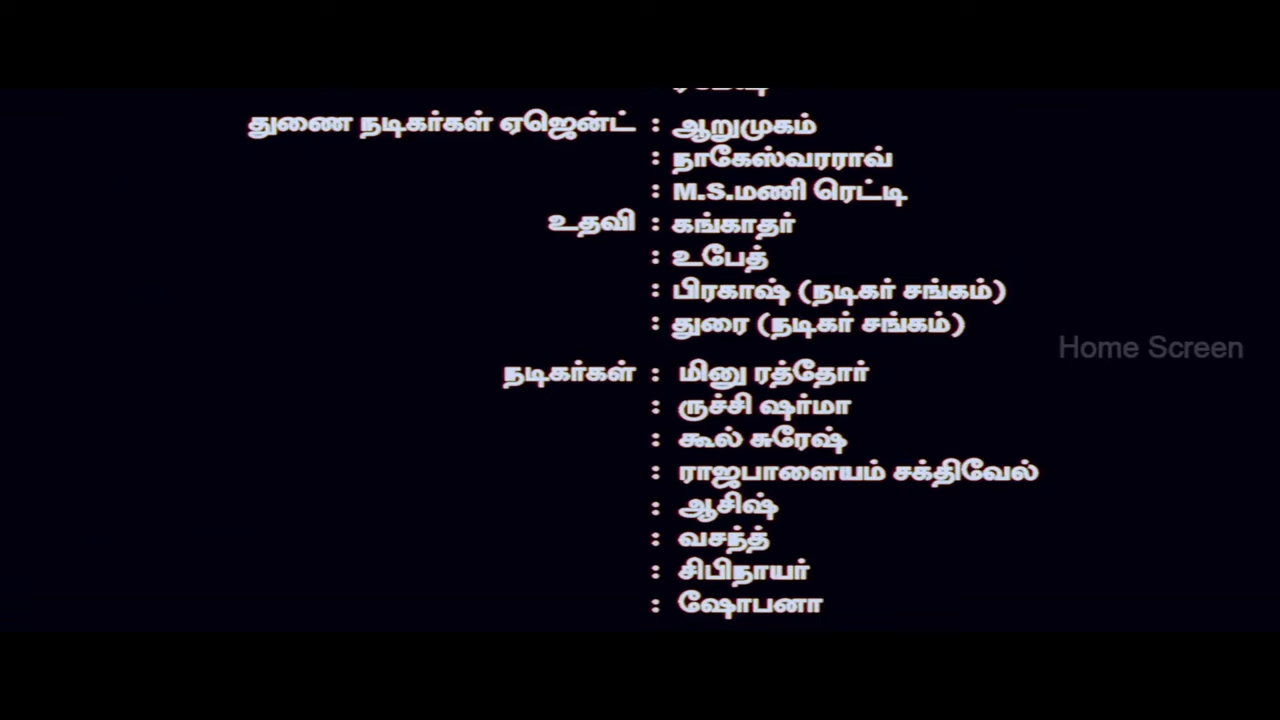 துணை நடிகர்கள் ஏஜென்ட் : ஆறுமுகம்
: நாகேஸ்வரராவ்
: M.S.மணி ரெட்டி
உதவி : கங்காதர்
: உபேத்
: பிரகாஷ் (நடிகர் சங்கம்)
: துரை (நடிகர் சங்கம்)
Home Screen
நடிகர்கள் : மினு ரத்தோர்
: ருச்சி ஷர்மா
: கூல் சுரேஷ்
: ராஜபாளையம் சக்திவேல்
: ஆசிஷ்
: வசந்த்
: சிபிநாயர்
: ஷோபனா